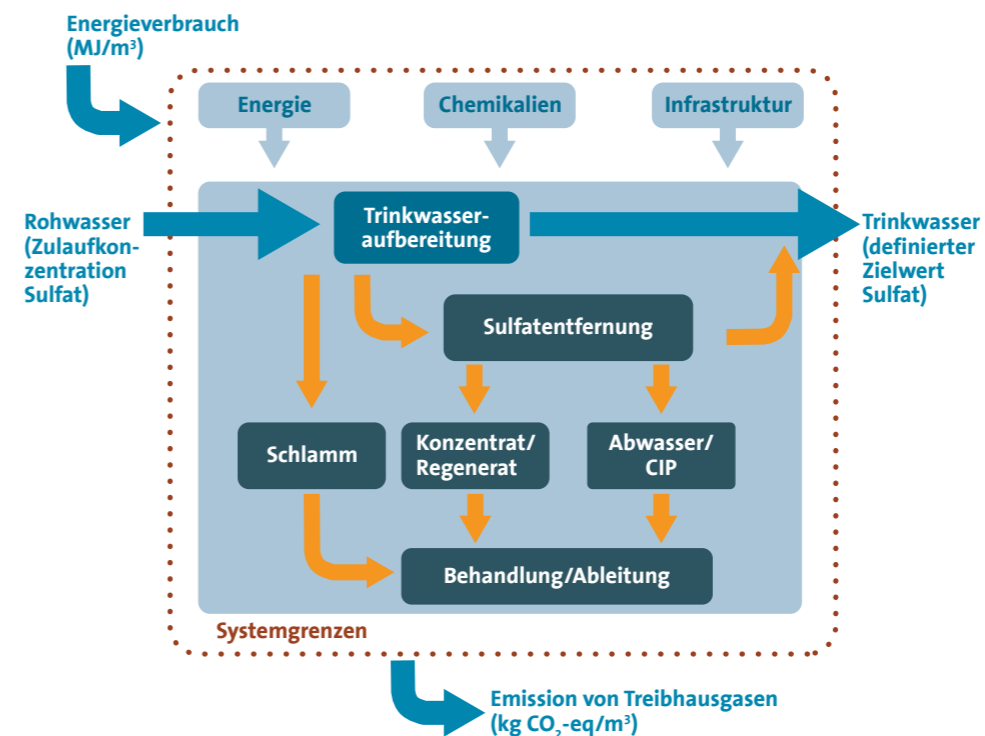 Energieverbrauch
(MJ/m³)
Energie
Chemikalien
Infrastruktur
Rohwasser
(Zulaufkon-
zentration
Sulfat)
Trinkwasser-
aufbereitung
Trinkwasser
(definierter
Zielwert
Sulfat)
Sulfatentfernung
Schlamm
Konzentrat/
Regenerat
Abwasser/
CIP
Behandlung/Ableitung
Systemgrenzen
Emission von Treibhausgasen
(kg CO₂-eq/m³)